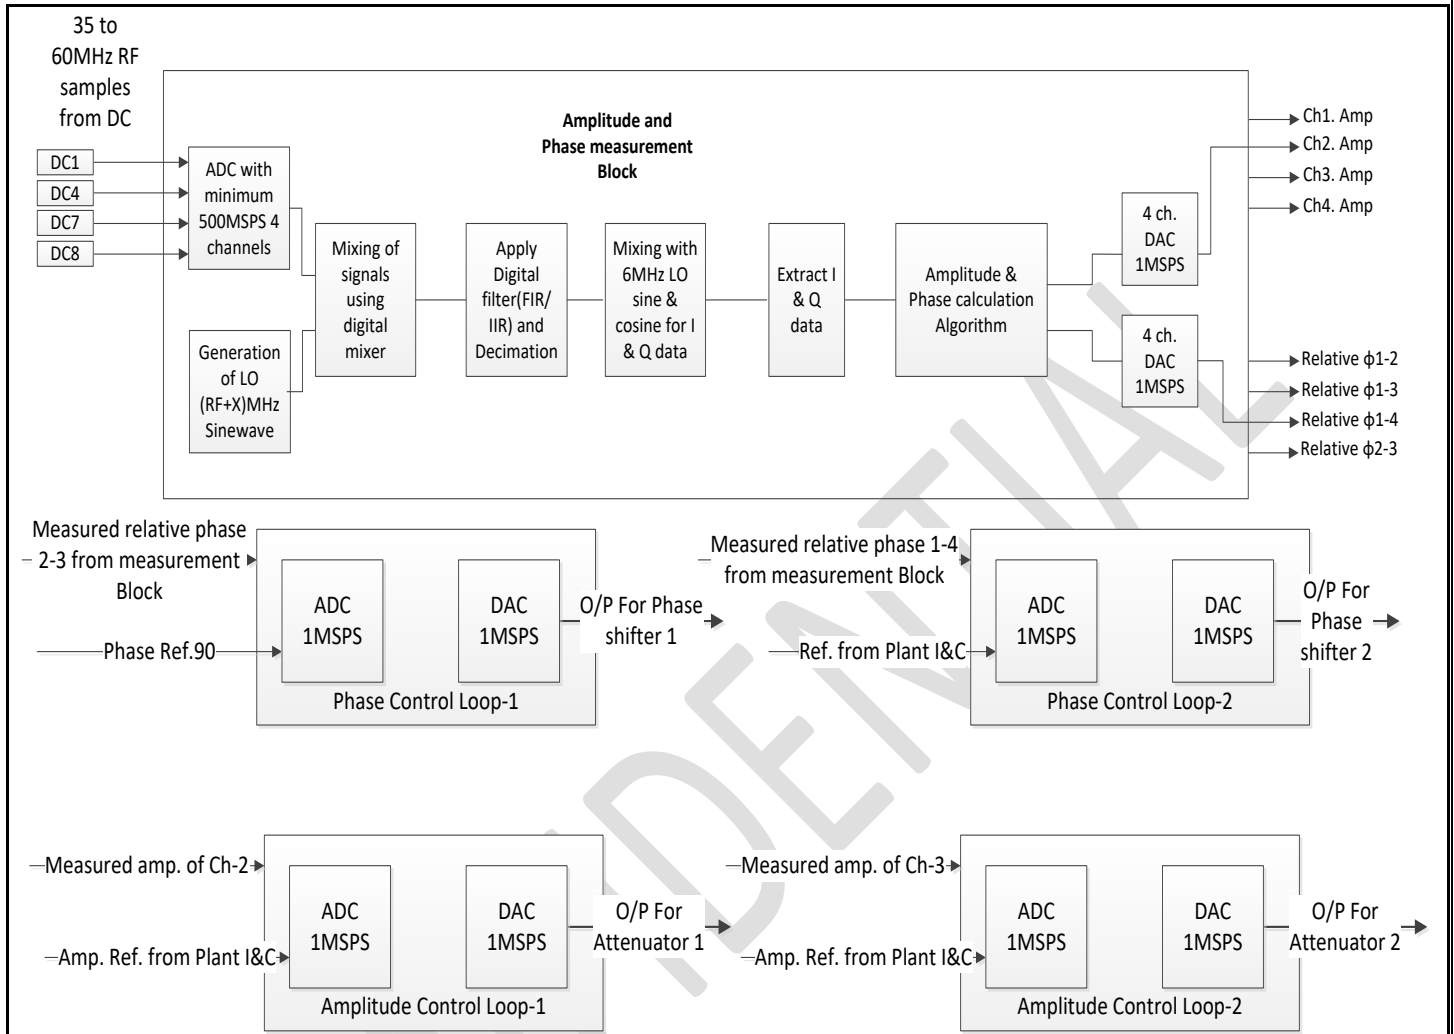 35 to
60MHz RF
samples
from DC
DC1
DC4
DC7
DC8
ADC with
minimum
500MSPS 4
channels
Generation
of LO
(RF+X)MHz
Sinewave
Mixing of
signals
using
digital
mixer
Amplitude and
Phase measurement
Block
Apply
Digital
filter(FIR/
IIR) and
Decimation
Mixing with
6MHz LO
sine &
cosine for I
& Q data
Extract I
& Q
data
Amplitude &
Phase calculation
Algorithm
4 ch.
DAC
1MSPS
4 ch.
DAC
1MSPS
Ch1. Amp
Ch2. Amp
Ch3. Amp
Ch4. Amp
Relative ϕ1-2
Relative ϕ1-3
Relative ϕ1-4
Relative ϕ2-3
Measured relative phase
2-3 from measurement
Block
Phase Ref.90
ADC
1MSPS
DAC
1MSPS
O/P For Phase
shifter 1
Phase Control Loop-1
Measured relative phase 1-4
from measurement Block
Ref. from Plant I&C
ADC
1MSPS
DAC
1MSPS
O/P For
Phase
shifter 2
Phase Control Loop-2
Measured amp. of Ch-2
Amp. Ref. from Plant I&C
ADC
1MSPS
DAC
1MSPS
O/P For
Attenuator 1
Amplitude Control Loop-1
Measured amp. of Ch-3
Amp. Ref. from Plant I&C
ADC
1MSPS
DAC
1MSPS
O/P For
Attenuator 2
Amplitude Control Loop-2
IDENTIAL